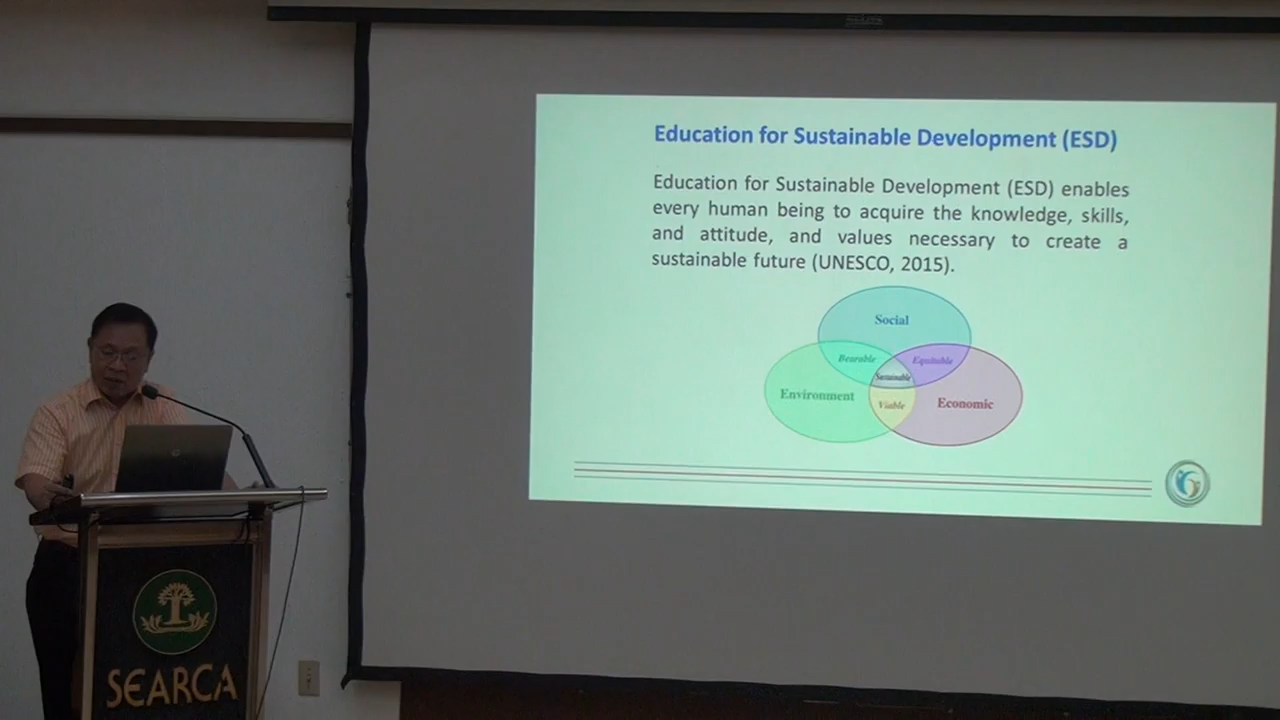 Education for Sustainable Development (ESD)
Education for Sustainable Development (ESD) enables
every human being to acquire the knowledge, skills,
and attitude, and values necessary to create a
sustainable future (UNESCO, 2015).
Social
Bearable
Equitable
Sustainable
Environment
Viable
Economic
SEARCA